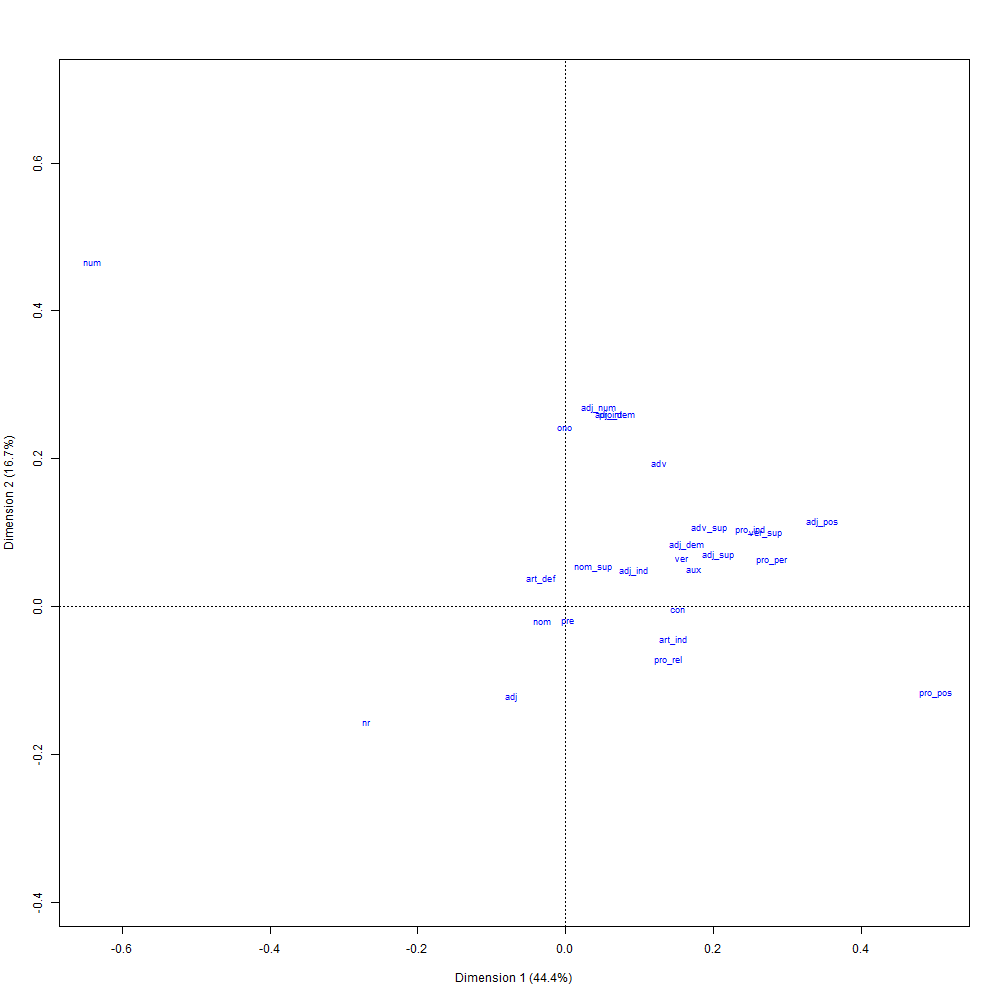 0.6
num
0.4
adj_num
pro_dem
ono
0.2
adv
adj_pos
adv_sup
pro_ind
ver_sup
adj_dem
adj_sup
ver
pro_per
nom_sup
adj_ind
aux
art_def
0.0
con
nom
pre
art_ind
pro_rel
pro_pos
adj
nr
-0.2
-0.4
Dimension 2 (16.7%)
-0.6
-0.4
-0.2
0.0
0.2
0.4
Dimension 1 (44.4%)